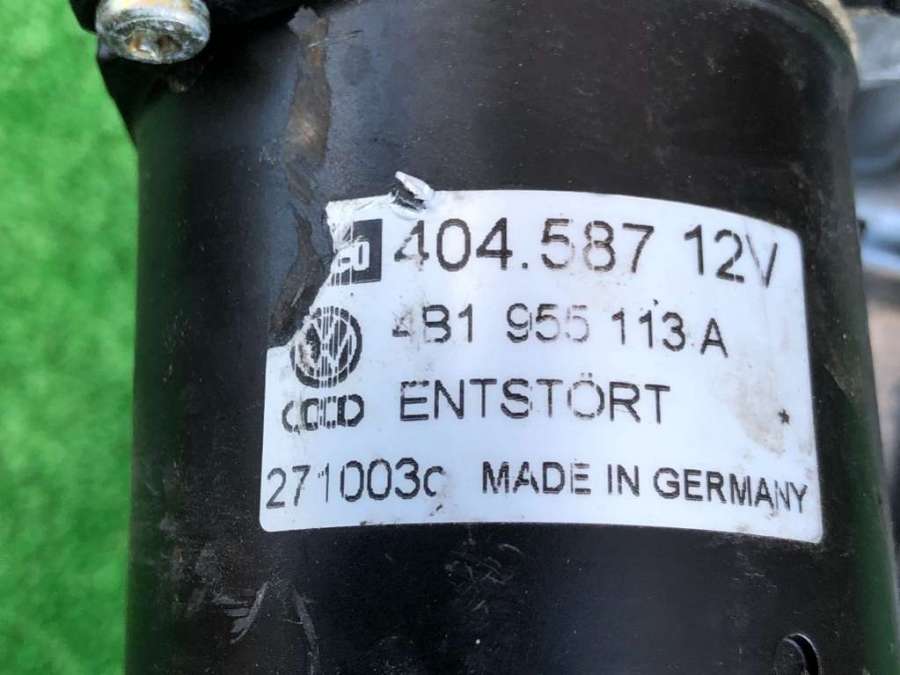 404.587 12V
4B1 955 113 A
ENTSTÖRT
271003c MADE IN GERMANY